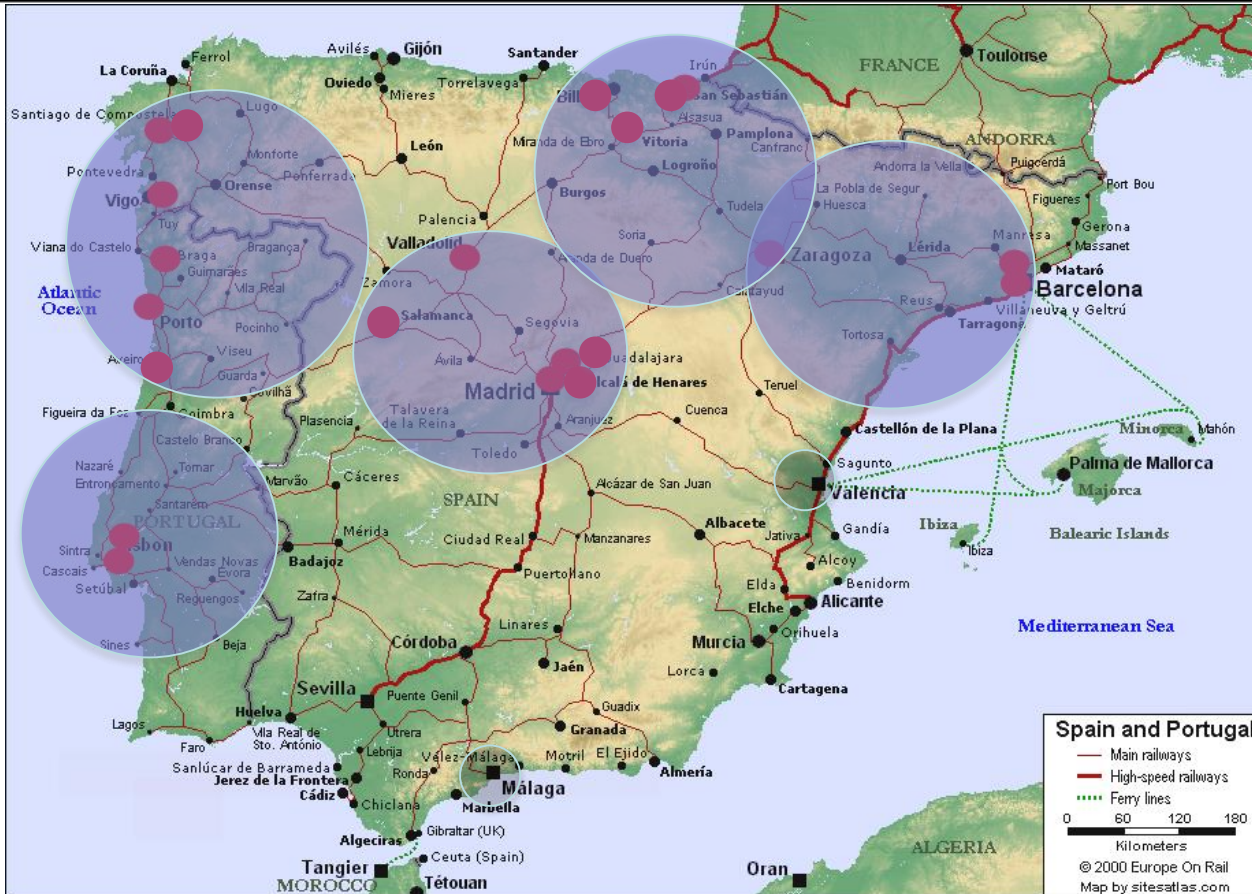 Avilés
Gijón
Ferrol
Santander
La Coruña
Oviedo
Torrelavega
Mieres
Irún
FRANCE
Toulouse
Bil
San Sebastián
Santiago de Compostela
Lugo
Alsasua
ANDORRA
Miranda de Ebro
Vitoria
Pamplona
Canfranc
Puigcerdá
León
Monforte
Ponferrada
Andorra la Vella
Port Bou
Pontevedra
Orense
Logroño
La Pobla de Segur
Figueres
Vigo
Burgos
Huesca
Tuy
Palencia
Tudela
Gerona
Viana do Castelo
Bragança
Valladolid
Soria
Manresa
Massanet
Braga
Aranda de Duero
Zaragoza
Lérida
Guimarães
Zamora
Mataró
Calatayud
Barcelona
Atlantic
Ocean
Vila Real
Reus
Villanueva y Geltrú
Porto
Pocinho
Salamanca
Segovia
Tarragona
Tortosa
Aveiro
Viseu
Ávila
Guadalajara
Guarda
Alcalá de Henares
Madrid
Teruel
Covilhã
Figueira da Foz
Coimbra
Plasencia
Talavera
de la Reina
Aranjuez
Cuenca
Minorca
Mahón
Castelo Branco
Toledo
Castellón de la Plana
Nazaré
Tomar
Sagunto
Palma de Mallorca
Entroncamento
Marvão
Cáceres
SPAIN
Alcázar de San Juan
Valencia
Majorca
Santarém
PORTUGAL
Mérida
Albacete
Ibiza
Balearic Islands
Lisbon
Ciudad Real
Manzanares
Jativa
Gandía
Sintra
Badajoz
Ibiza
Cascais
Vendas Novas
Évora
Puertollano
Alcoy
Setúbal
Benidorm
Reguengos
Zafra
Elda
Alicante
Elche
Sines
Beja
Córdoba
Linares
Murcia
Orihuela
Mediterranean Sea
Jaén
Lorca
Sevilla
Puente Genil
Cartagena
Huelva
Guadix
Lagos
Faro
Vila Real de
Sto. António
Utrera
Granada
Spain and Portugal
Lebrija
Vélez-Málaga
Motril
El Ejido
Main railways
Sanlúcar de Barrameda
Ronda
Almería
High-speed railways
Jerez de la Frontera
Málaga
Cádiz
Marbella
Ferry lines
Chiclana
0 60 120 180
Algeciras
Gibraltar (UK)
Kilometers
Ceuta (Spain)
ALGERIA
© 2000 Europe On Rail
Tangier
Oran
MOROCCO
Tétouan
Map by sitesatlas.com